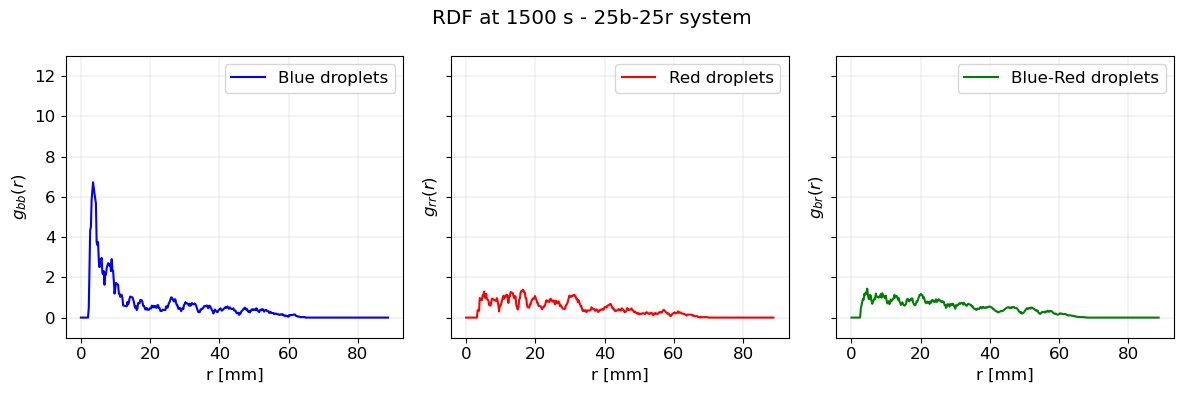 RDF at 1500 s - 25b-25r system
Blue droplets
12
10
8
6
4
2
0
g_bb(r)
0 20 40 60 80
r [mm]
Red droplets
g_rr(r)
0 20 40 60 80
r [mm]
Blue-Red droplets
g_br(r)
0 20 40 60 80
r [mm]